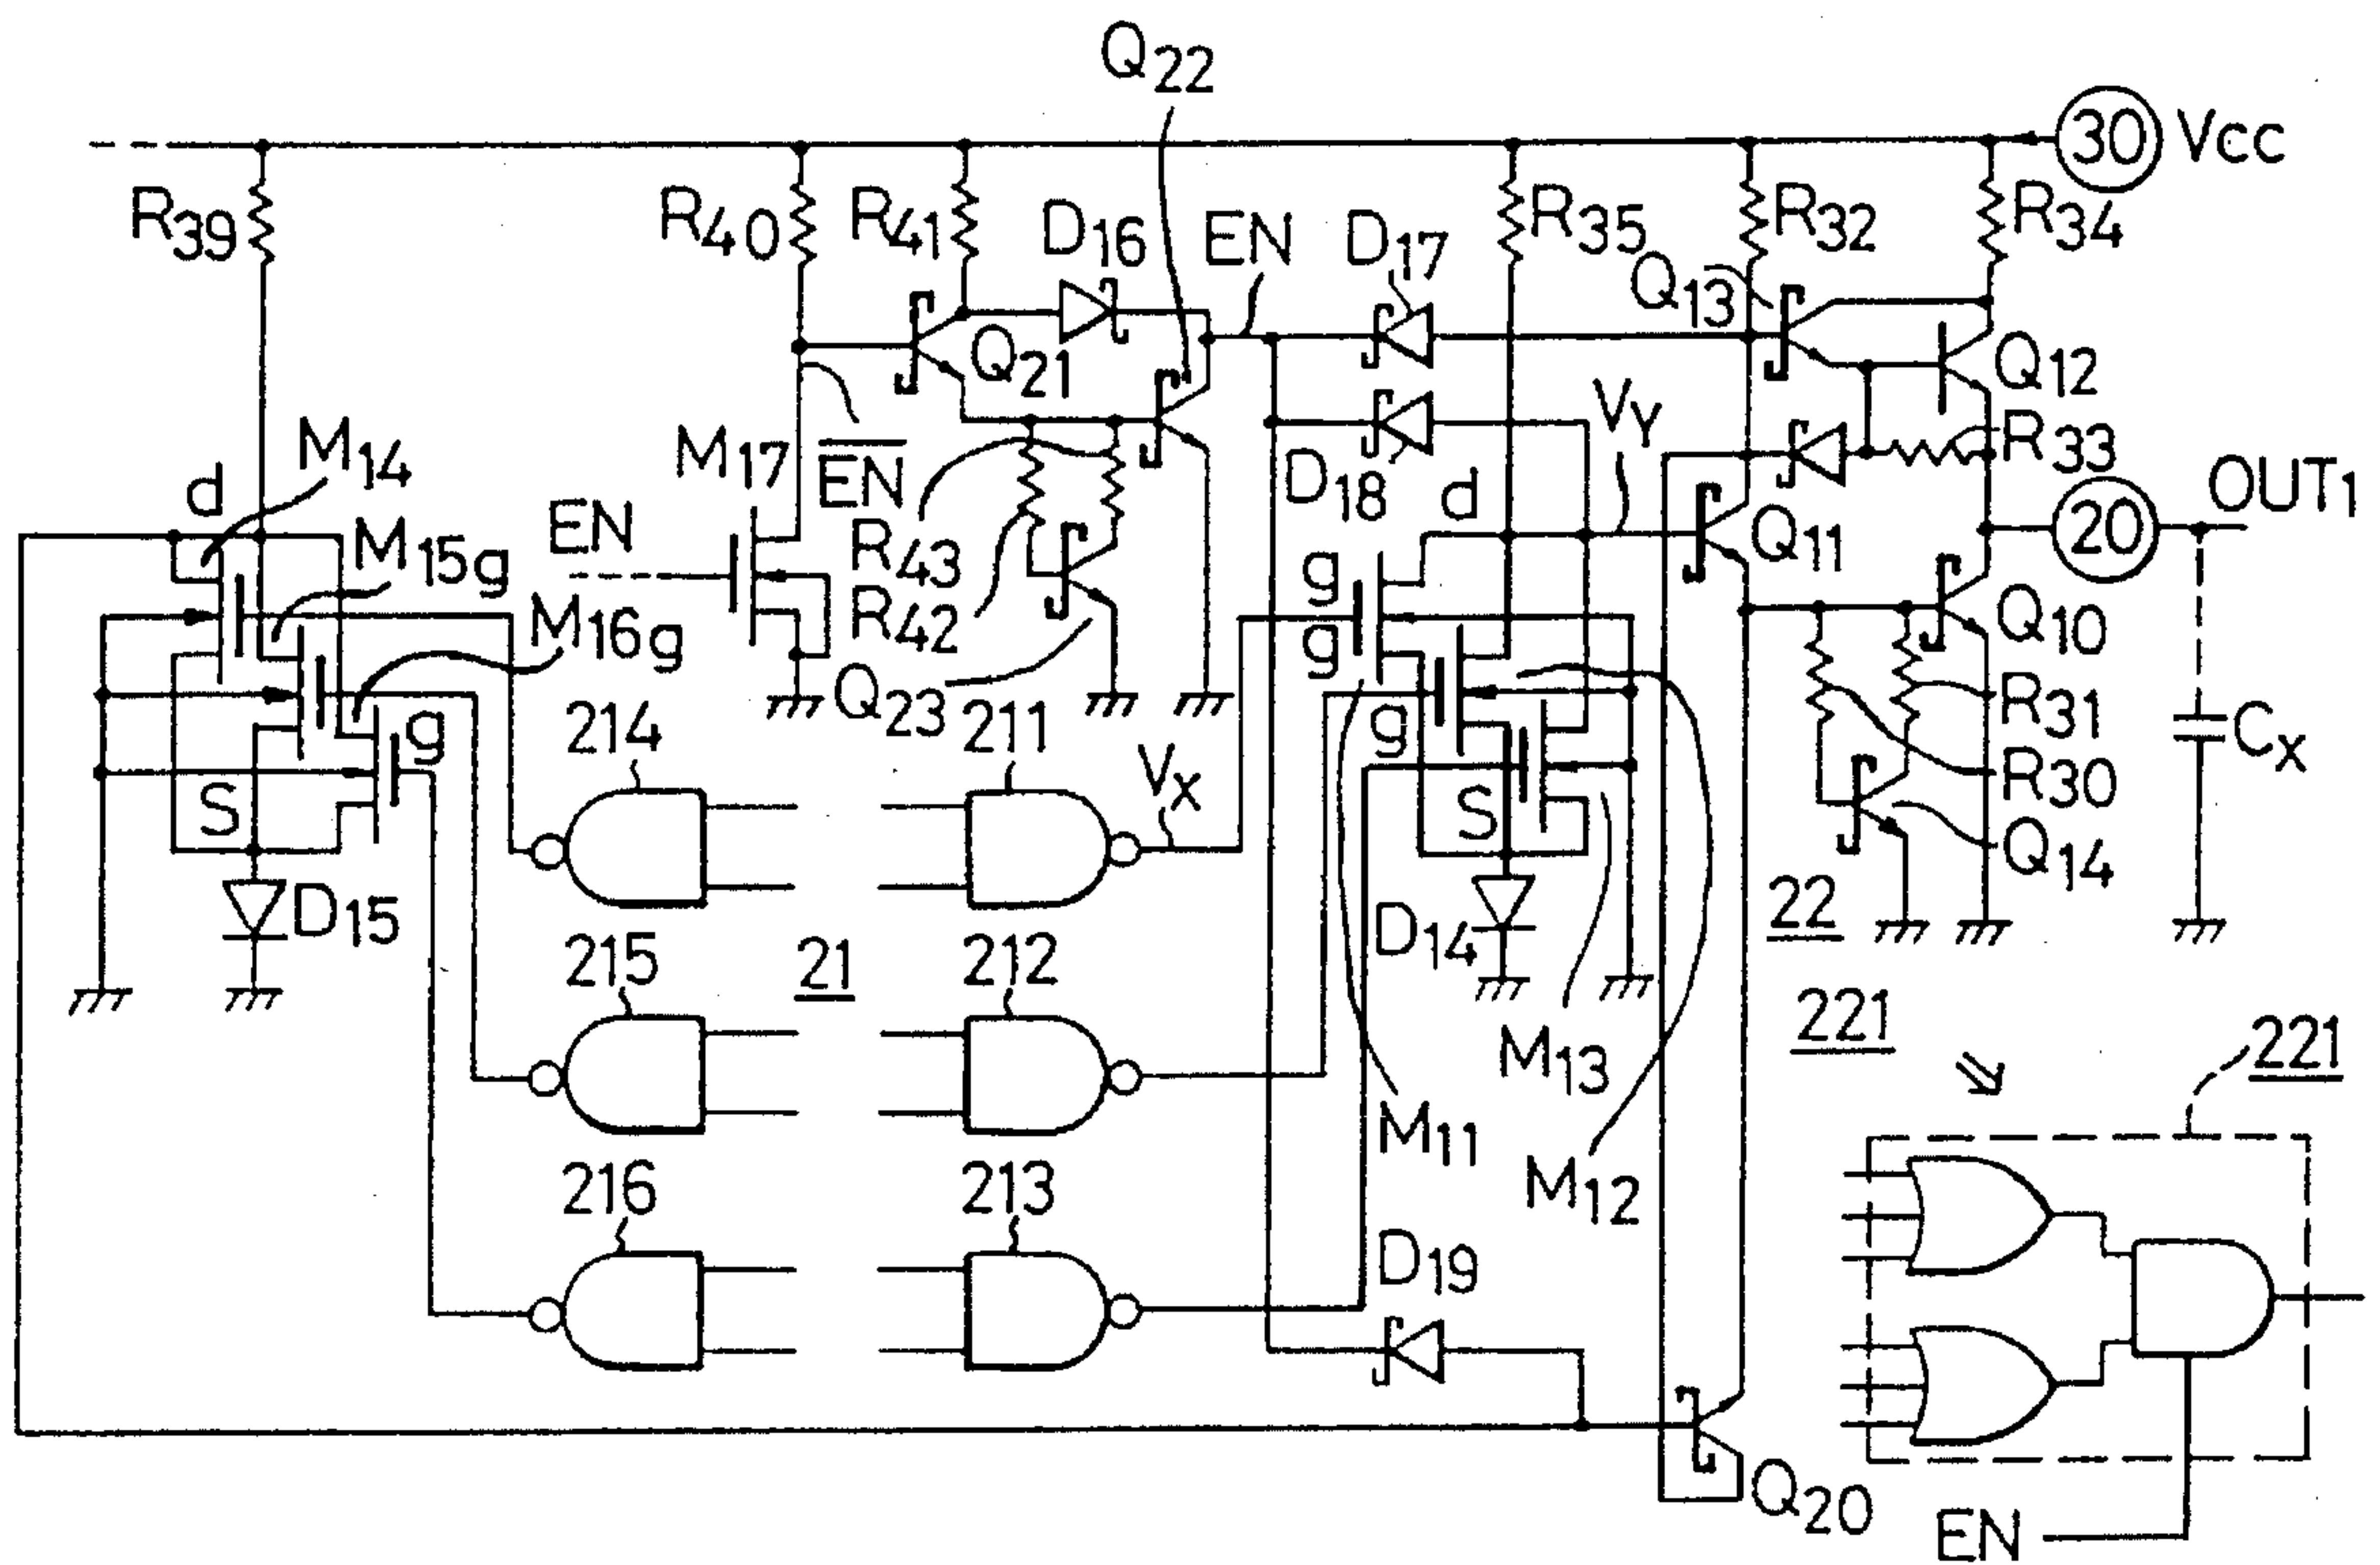 Q22
30 Vcc
R39 R40 R41 D16 EN D17 R35 Q13 R32 R34
Q21 Q12
VY
M14 M17 EN R33
d D18 d OUT1
M15g EN R43 Q11 20
g
M16g R42 g Q10
Q23
214 211 VX g R31 CX
g
S S R30
Q14
D15 D14 22
215 21 212
M13 221 221
M11
216 213 M12
D19
Q20
EN